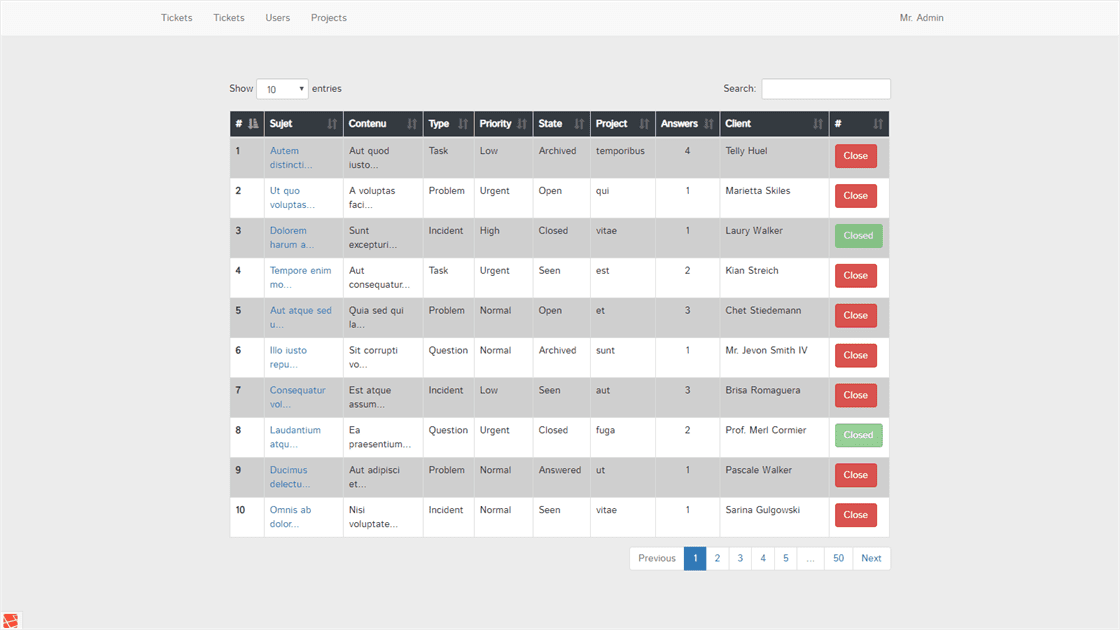 Tickets Tickets Users Projects Mr. Admin
Show 10 entries Search:
# Sujet Contenu Type Priority State Project Answers Client #
1 Autem distincti... Aut quod iusto... Task Low Archived temporibus 4 Telly Huel Close
2 Ut quo voluptas... A voluptas faci... Problem Urgent Open qui 1 Marietta Skiles Close
3 Dolorem harum a... Sunt excepturi... Incident High Closed vitae 1 Laury Walker Closed
4 Tempore enim mo... Aut consequatur... Task Urgent Seen est 2 Kian Streich Close
5 Aut atque sed u... Quia sed qui la... Problem Normal Open et 3 Chet Stiedemann Close
6 Illo iusto repu... Sit corrupti vo... Question Normal Archived sunt 1 Mr. Jevon Smith IV Close
7 Consequatur vol... Est atque assum... Incident Low Seen aut 3 Brisa Romaguera Close
8 Laudantium atqu... Ea praesentium... Question Urgent Closed fuga 2 Prof. Merl Cormier Closed
9 Ducimus delectu... Aut adipisci et... Problem Normal Answered ut 1 Pascale Walker Close
10 Omnis ab dolor... Nisi voluptate... Incident Normal Seen vitae 1 Sarina Gulgowski Close
Previous 1 2 3 4 5 ... 50 Next